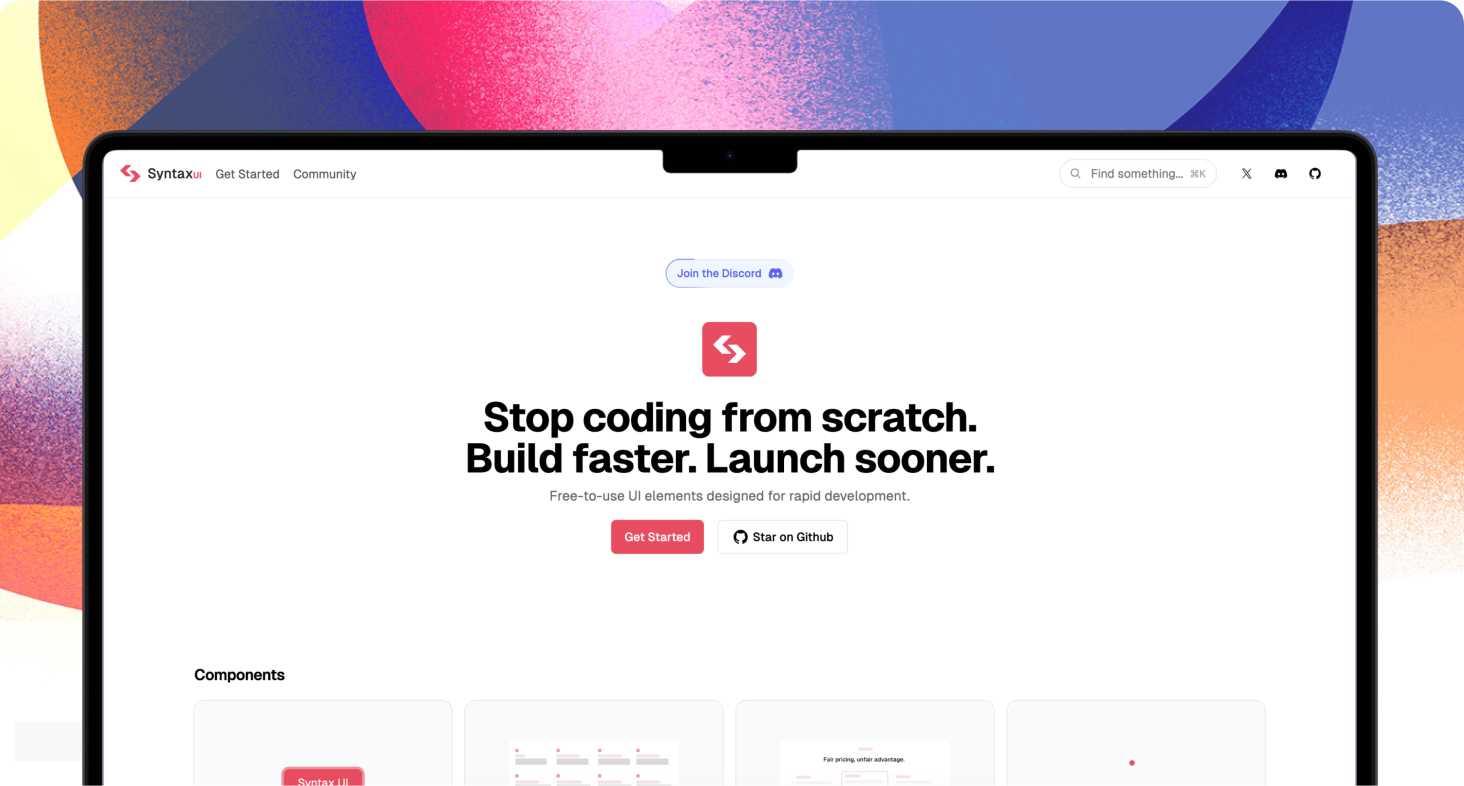 SyntaxUI Get Started Community Find something... ⌘K
Join the Discord
Stop coding from scratch.
Build faster. Launch sooner.
Free-to-use UI elements designed for rapid development.
Get Started Star on Github
Components
Fair pricing, unfair advantage.
Syntax UI